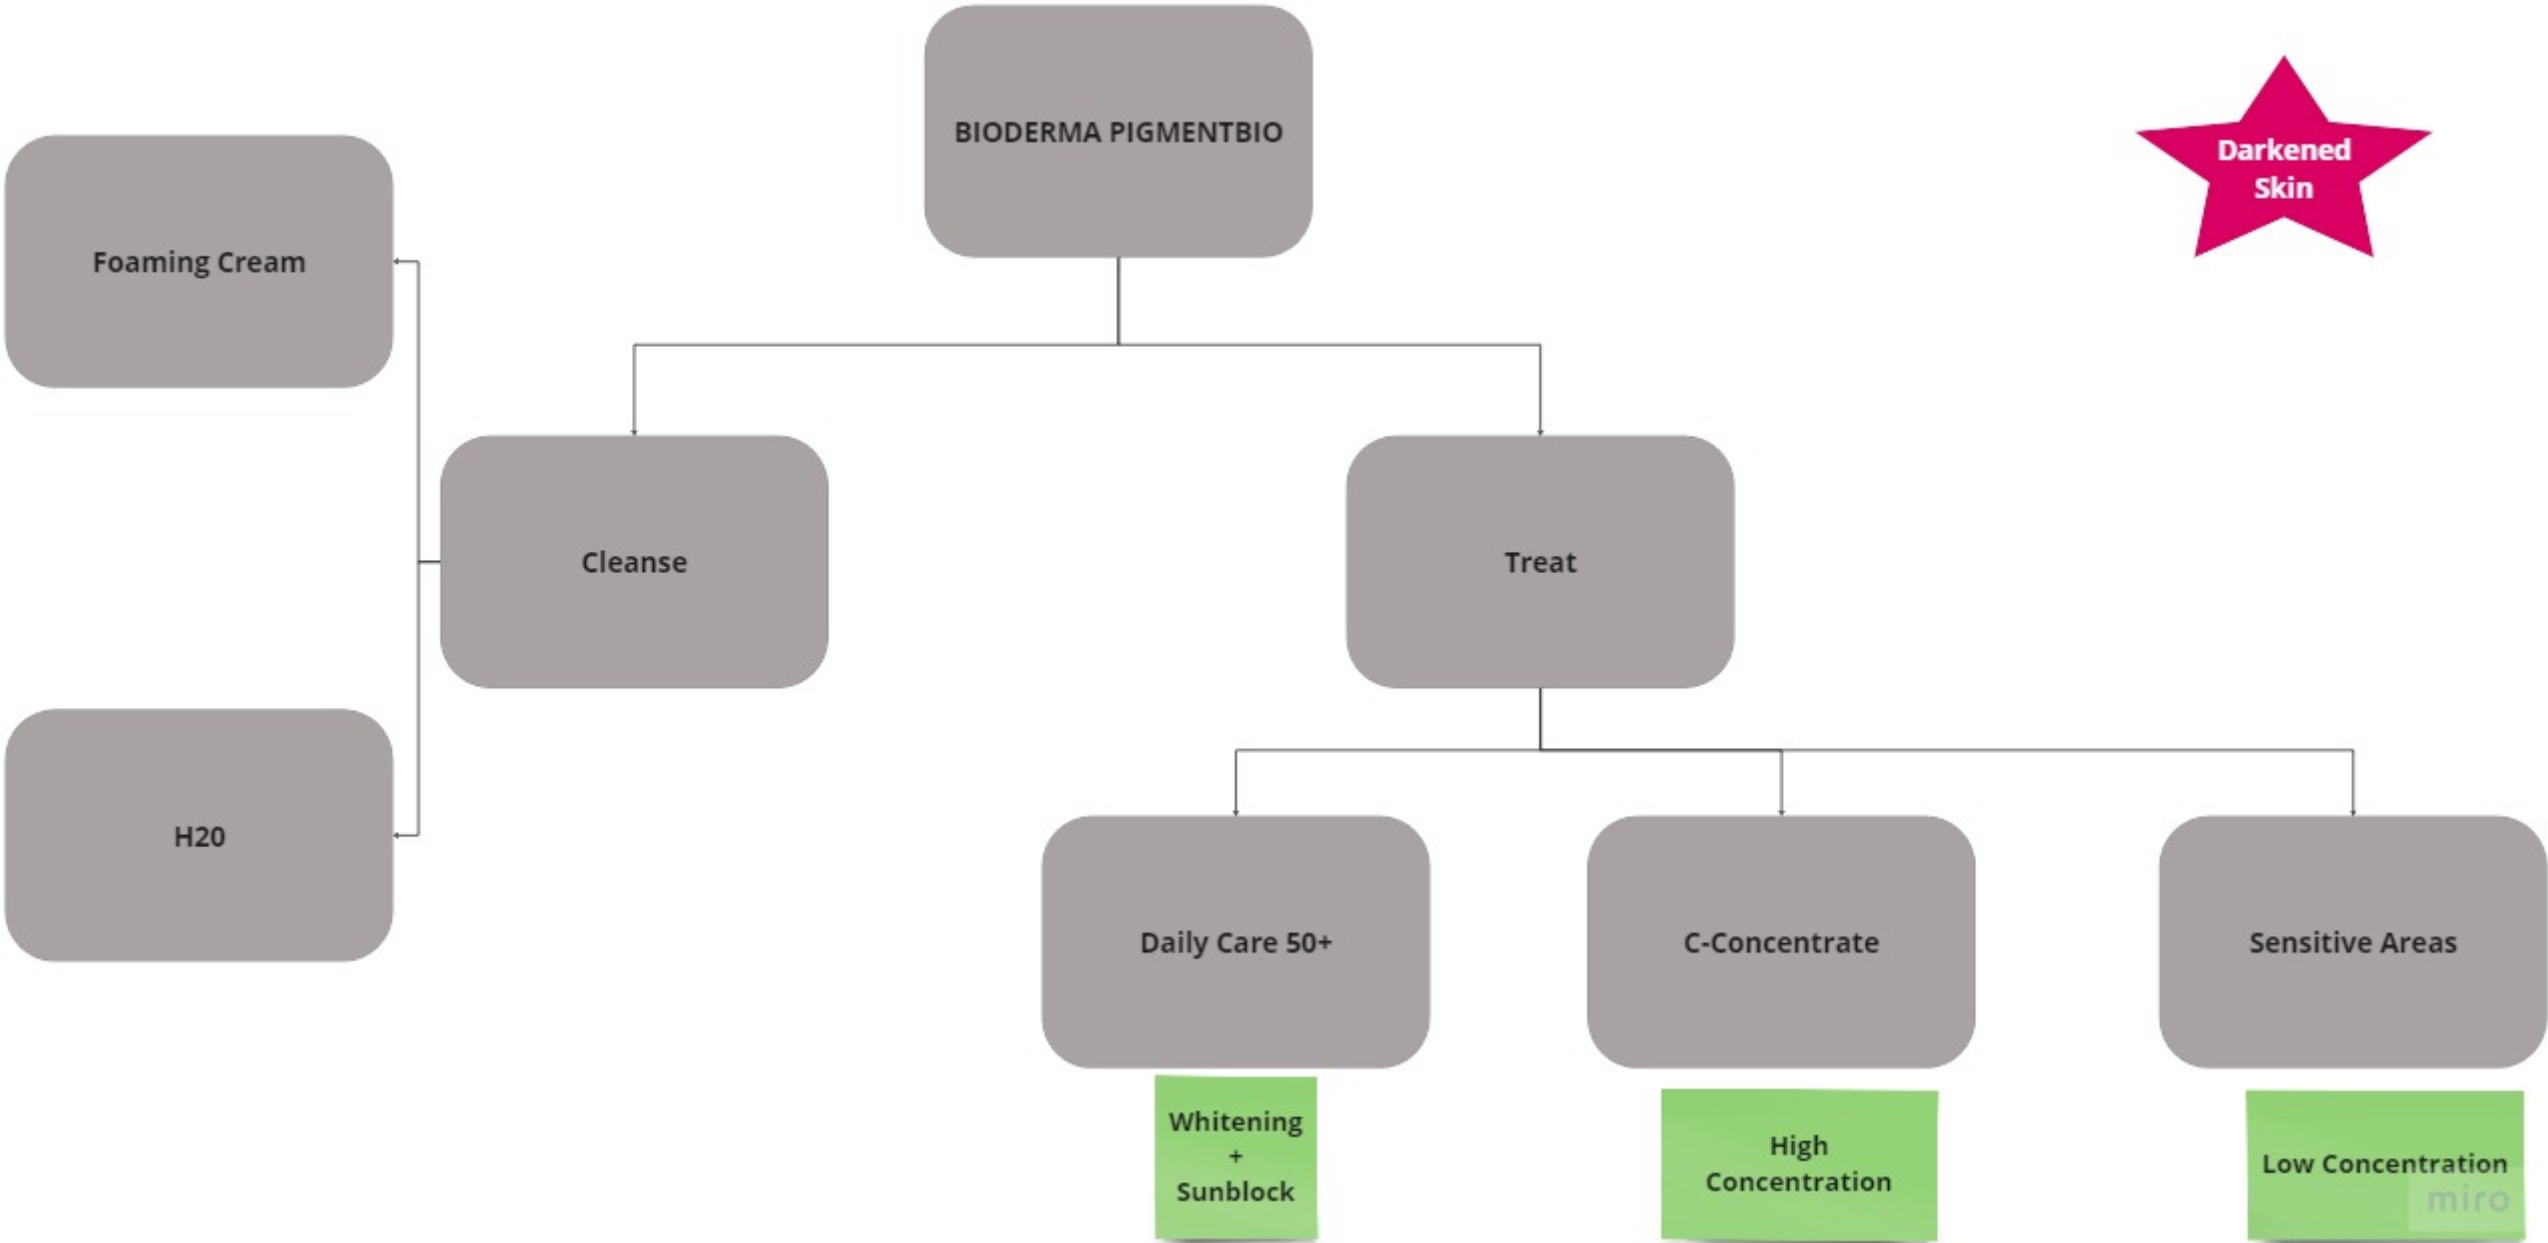 BIODERMA PIGMENTBIO
Darkened
Skin
Foaming Cream
Cleanse
Treat
H20
Daily Care 50+
C-Concentrate
Sensitive Areas
Whitening
+
Sunblock
High
Concentration
Low Concentration
miro